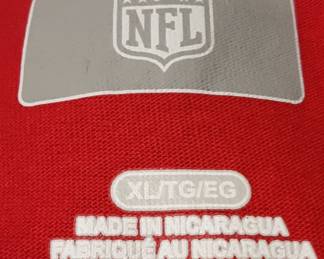 NFL
XL/TG/EG
MADE IN NICARAGUA
FABRIQUÉ AU NICARAGUA